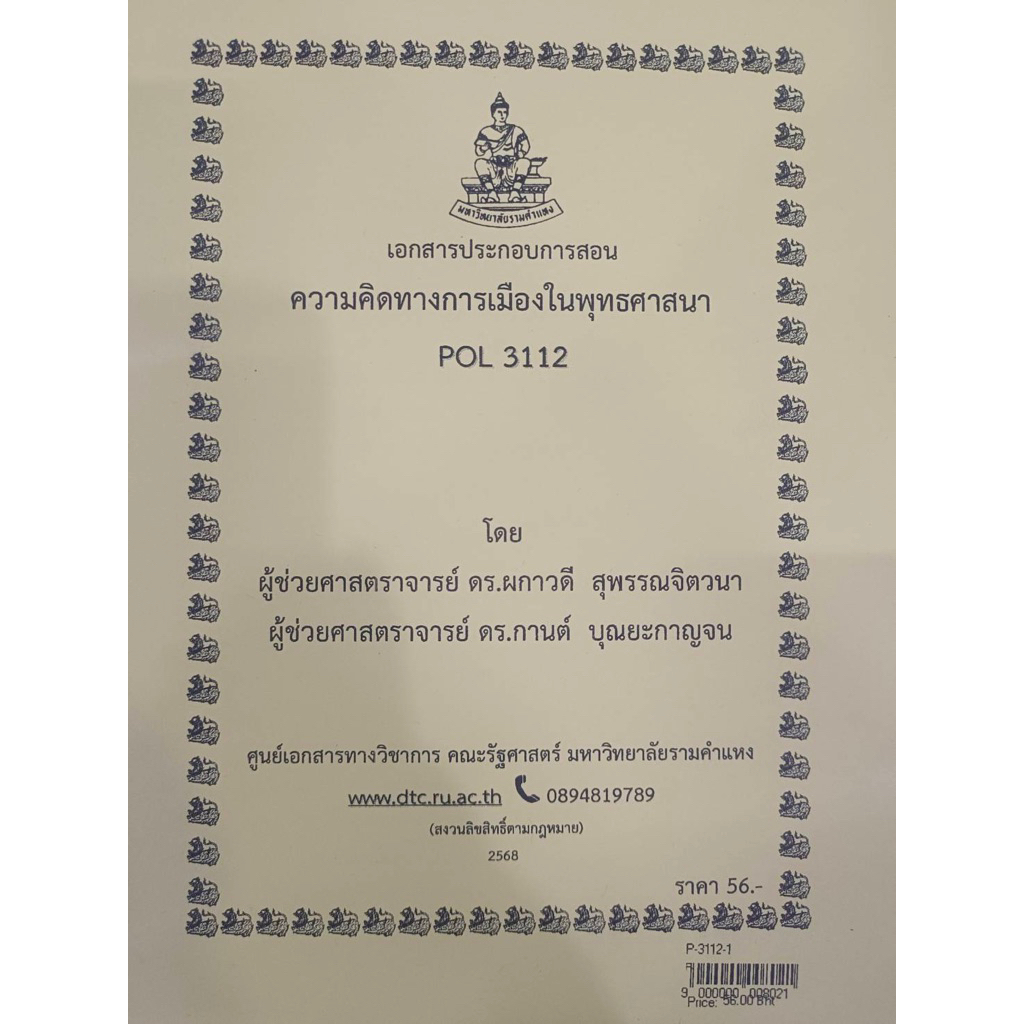 มหาวิทยาลัยรามคำแหง
เอกสารประกอบการสอน
ความคิดทางการเมืองในพุทธศาสนา
POL 3112
โดย
ผู้ช่วยศาสตราจารย์ ดร.ผกาวดี สุพรรณจิตวนา
ผู้ช่วยศาสตราจารย์ ดร.กานต์ บุณยะกาญจน
ศูนย์เอกสารทางวิชาการ คณะรัฐศาสตร์ มหาวิทยาลัยรามคำแหง
www.dtc.ru.ac.th 0894819789
(สงวนลิขสิทธิ์ตามกฎหมาย)
2568
ราคา 56.-
P-3112-1
9 000000 008021
Price: 56.00 Bht